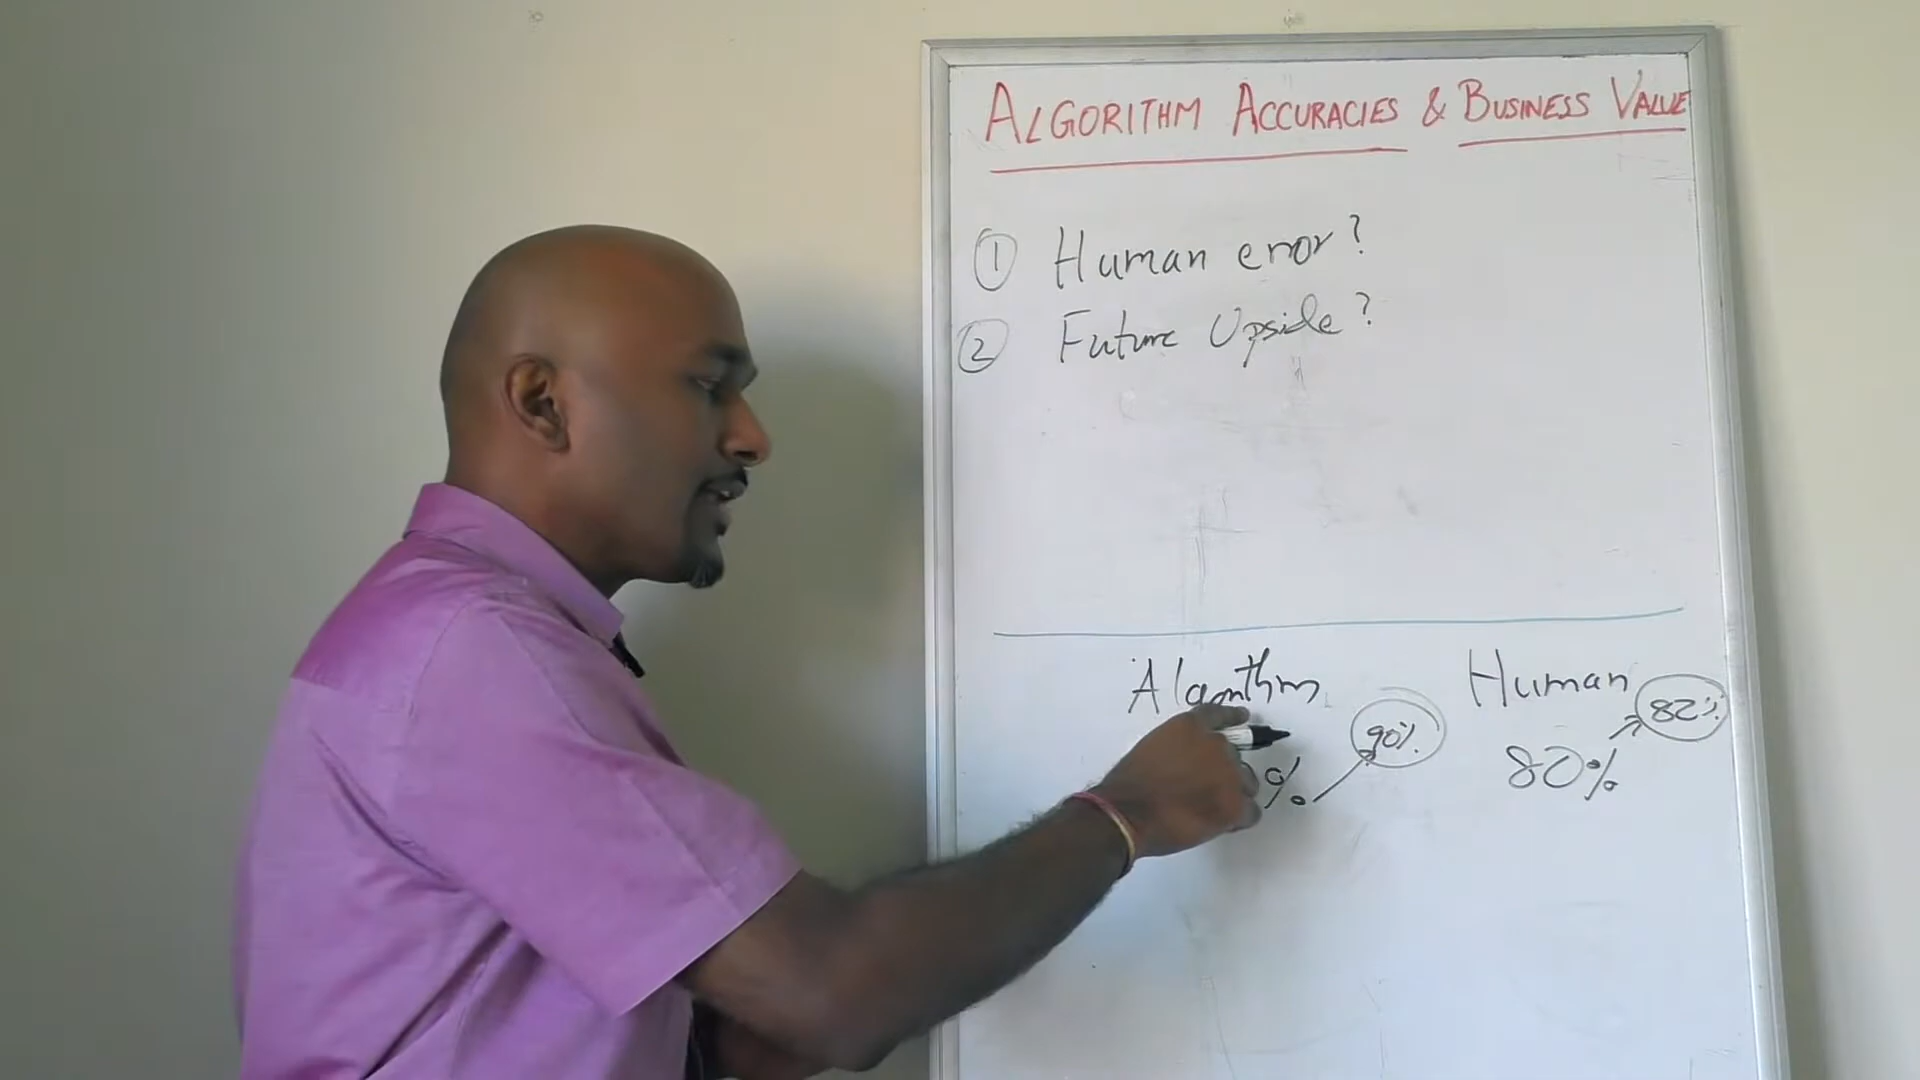 ALGORITHM ACCURACIES & BUSINESS VALUE
① Human error?
② Future Upside?
Algorithm Human
90% 82%
% 80%